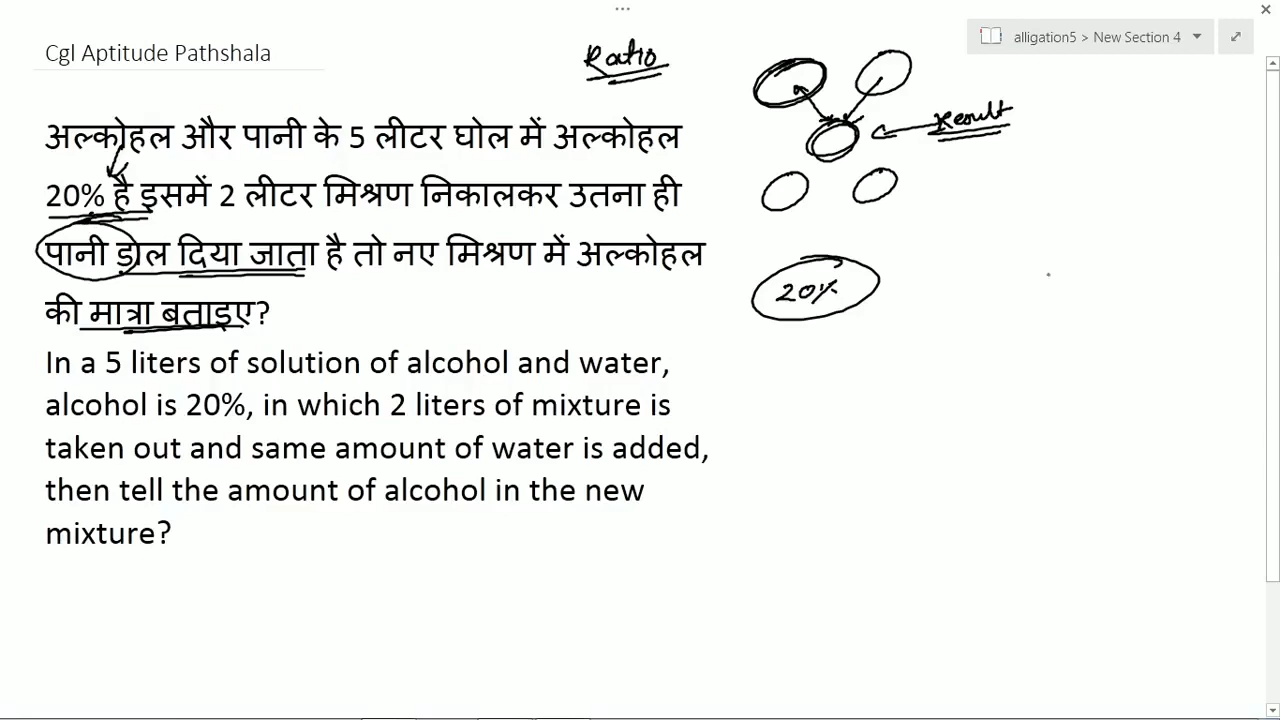 Cgl Aptitude Pathshala
Ratio
alligation5 > New Section 4
Result
अल्कोहल और पानी के 5 लीटर घोल में अल्कोहल
20% है इसमें 2 लीटर मिश्रण निकालकर उतना ही
पानी डाल दिया जाता है तो नए मिश्रण में अल्कोहल
की मात्रा बताइए?
20%
In a 5 liters of solution of alcohol and water,
alcohol is 20%, in which 2 liters of mixture is
taken out and same amount of water is added,
then tell the amount of alcohol in the new
mixture?